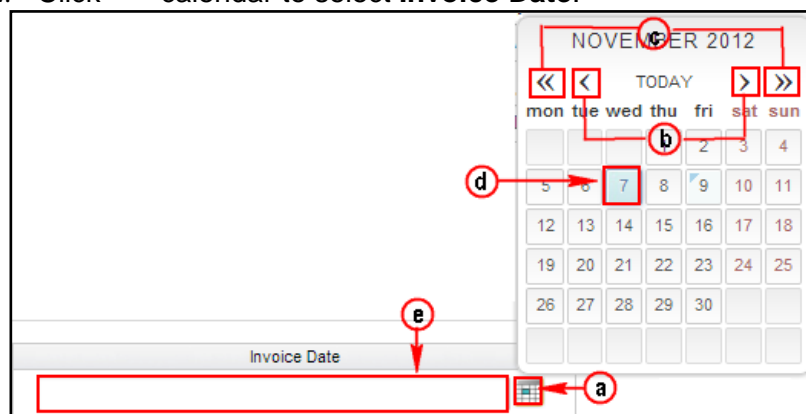 Click calendar to select Invoice Date.
NOVEMBER 2012
c
« ‹ TODAY › »
mon tue wed thu fri sat sun
b
1 2 3 4
d
5 6 7 8 9 10 11
12 13 14 15 16 17 18
19 20 21 22 23 24 25
26 27 28 29 30
e
Invoice Date
a